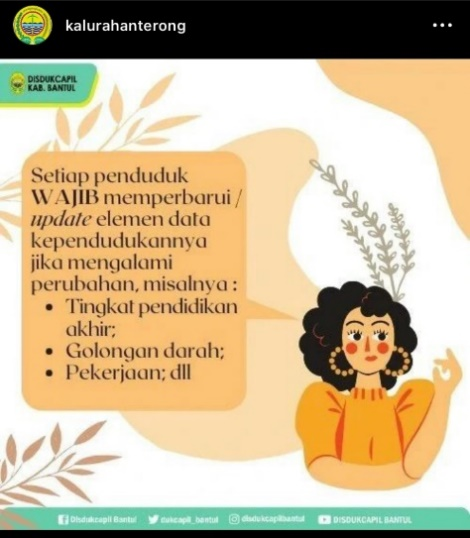 kalurahanterong
DISDUKCAPIL
KAB. BANTUL
Setiap penduduk
WAJIB memperbarui /
update elemen data
kependudukannya
jika mengalami
perubahan, misalnya :
• Tingkat pendidikan
akhir;
• Golongan darah;
• Pekerjaan; dll
Disdukcapil Bantul dukcapil_bantul disdukcapilbantul DISDUKCAPIL BANTUL